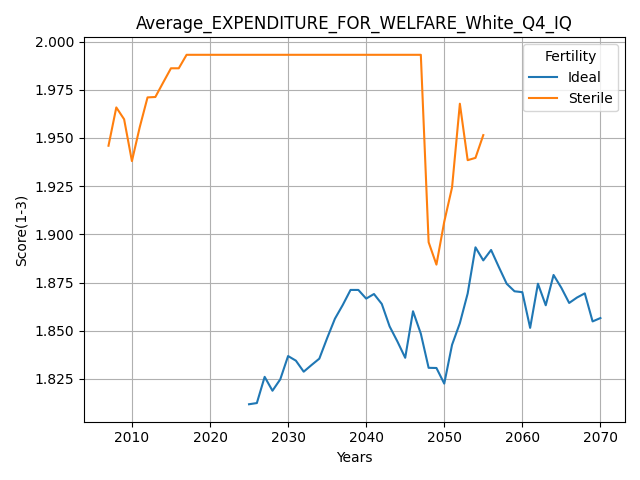 Average_EXPENDITURE_FOR_WELFARE_White_Q4_IQ
Score(1-3)
2.000
1.975
1.950
1.925
1.900
1.875
1.850
1.825
Fertility
Ideal
Sterile
2010 2020 2030 2040 2050 2060 2070
Years